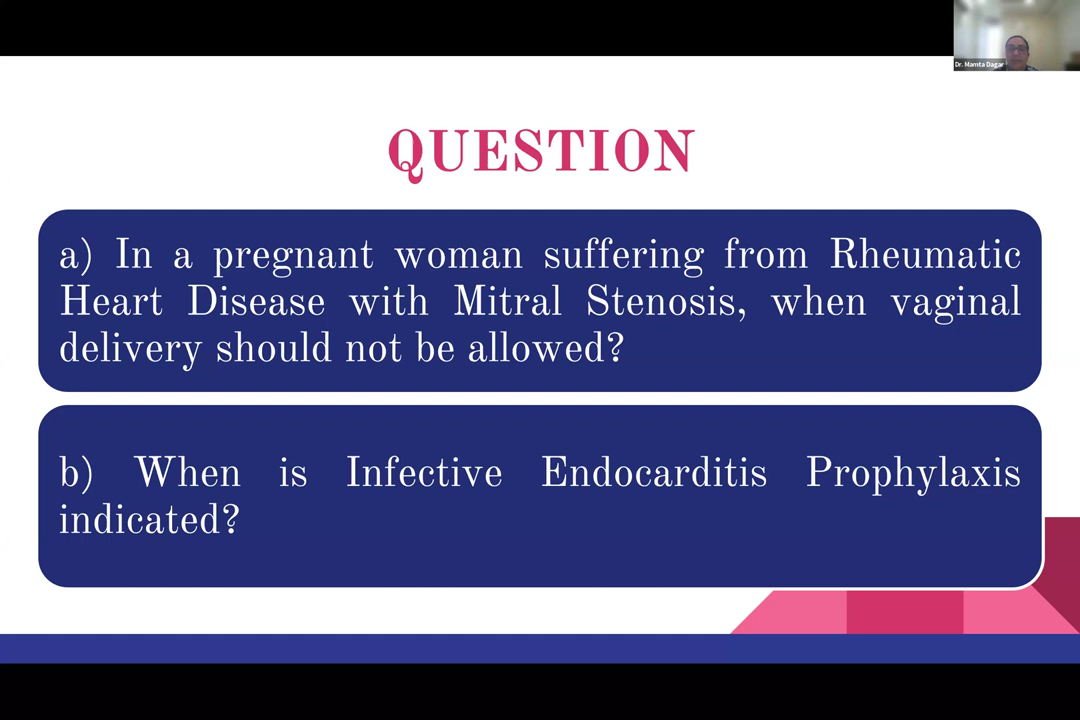 Dr. Mamta Dagar
QUESTION
a) In a pregnant woman suffering from Rheumatic
Heart Disease with Mitral Stenosis, when vaginal
delivery should not be allowed?
b) When is Infective Endocarditis Prophylaxis
indicated?